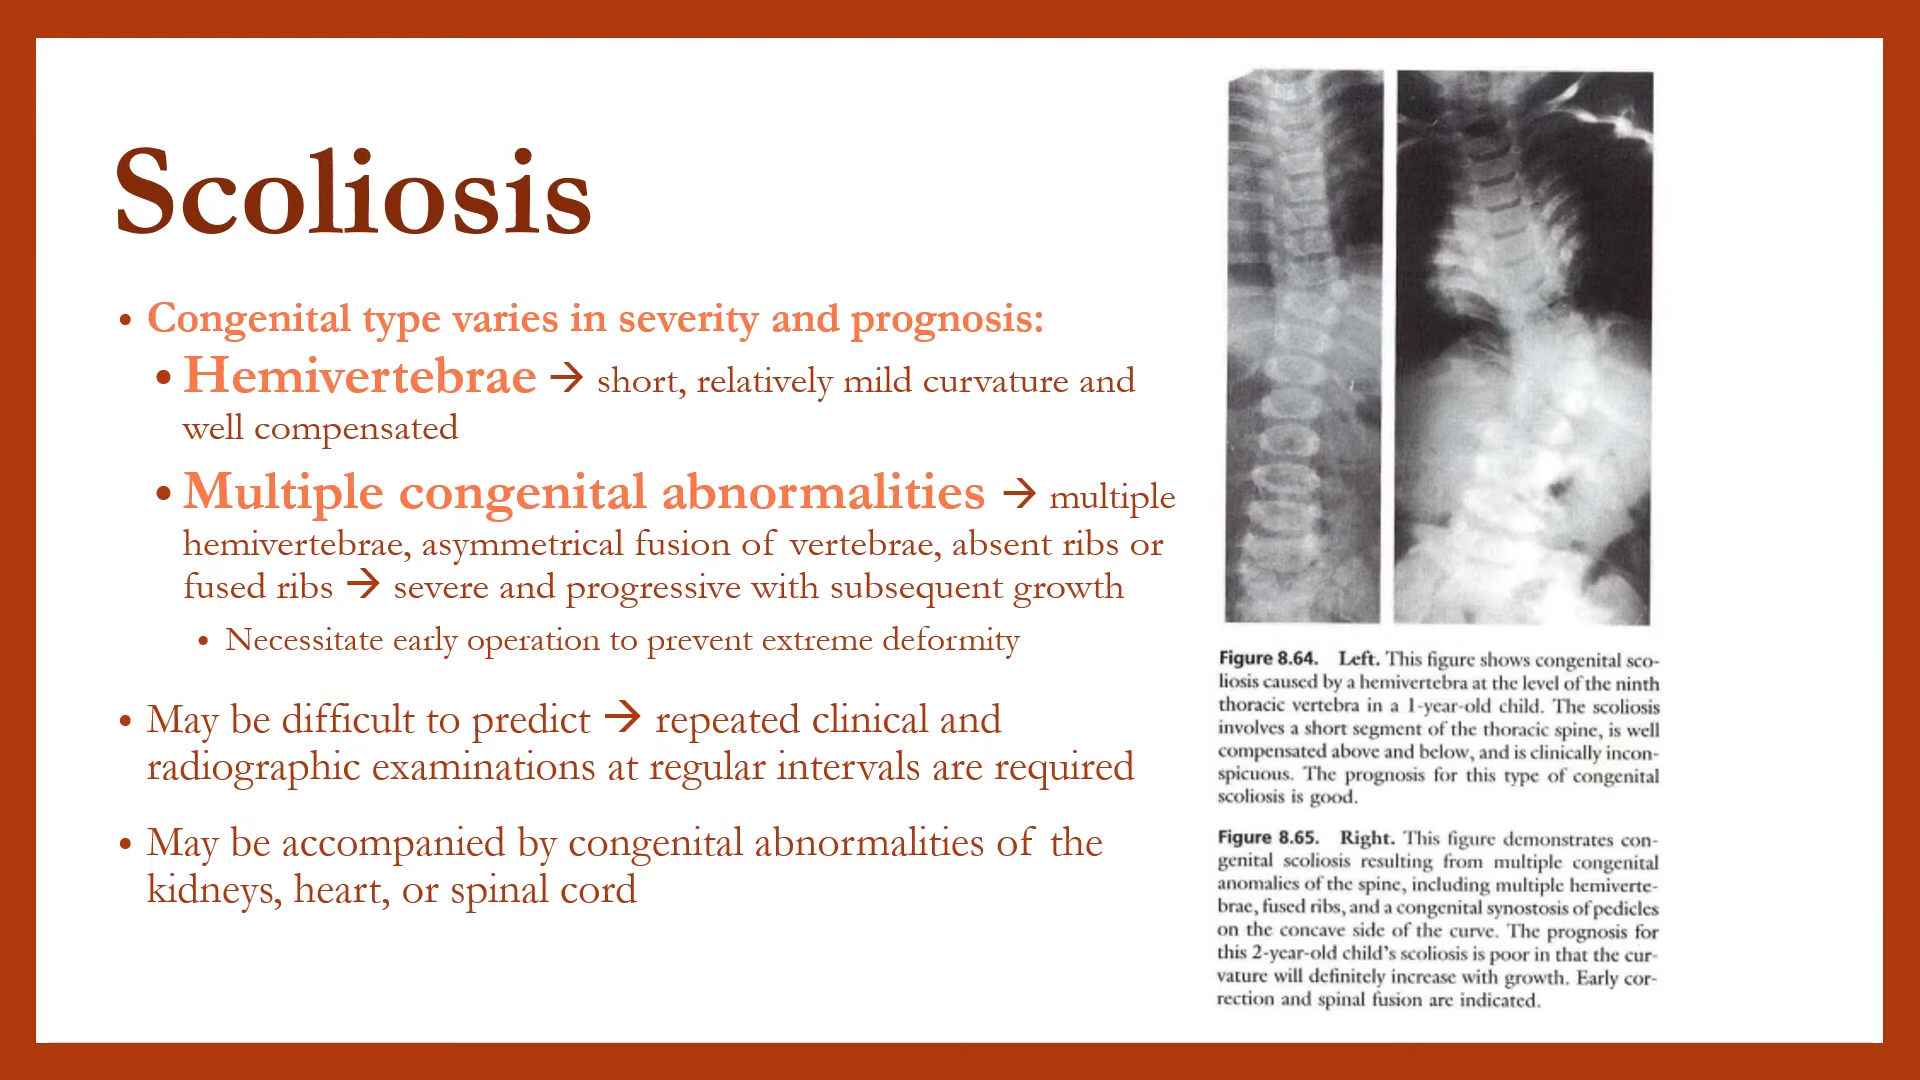 Scoliosis
• Congenital type varies in severity and prognosis:
• Hemivertebrae → short, relatively mild curvature and
well compensated
• Multiple congenital abnormalities → multiple
hemivertebrae, asymmetrical fusion of vertebrae, absent ribs or
fused ribs → severe and progressive with subsequent growth
• Necessitate early operation to prevent extreme deformity
• May be difficult to predict → repeated clinical and
radiographic examinations at regular intervals are required
• May be accompanied by congenital abnormalities of the
kidneys, heart, or spinal cord
Figure 8.64. Left. This figure shows congenital sco-
liosis caused by a hemivertebra at the level of the ninth
thoracic vertebra in a 1-year-old child. The scoliosis
involves a short segment of the thoracic spine, is well
compensated above and below, and is clinically incon-
spicuous. The prognosis for this type of congenital
scoliosis is good.
Figure 8.65. Right. This figure demonstrates con-
genital scoliosis resulting from multiple congenital
anomalies of the spine, including multiple hemiverte-
brae, fused ribs, and a congenital synostosis of pedicles
on the concave side of the curve. The prognosis for
this 2-year-old child's scoliosis is poor in that the cur-
vature will definitely increase with growth. Early cor-
rection and spinal fusion are indicated.